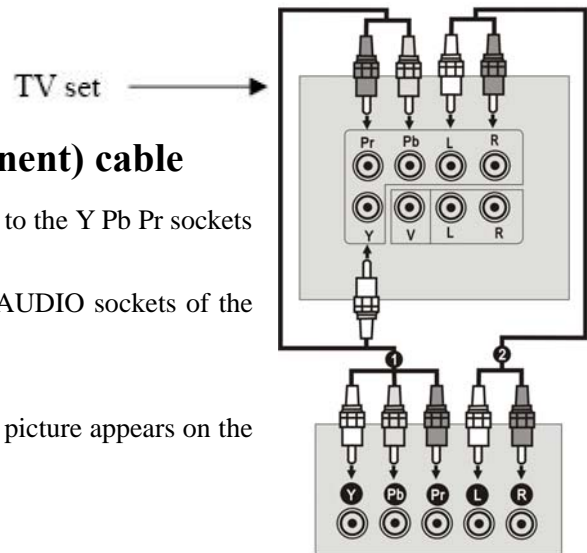 TV set
nent) cable
to the Y Pb Pr sockets
AUDIO sockets of the
picture appears on the
Pr Pb L R
Y V L R
1 2
Y Pb Pr L R